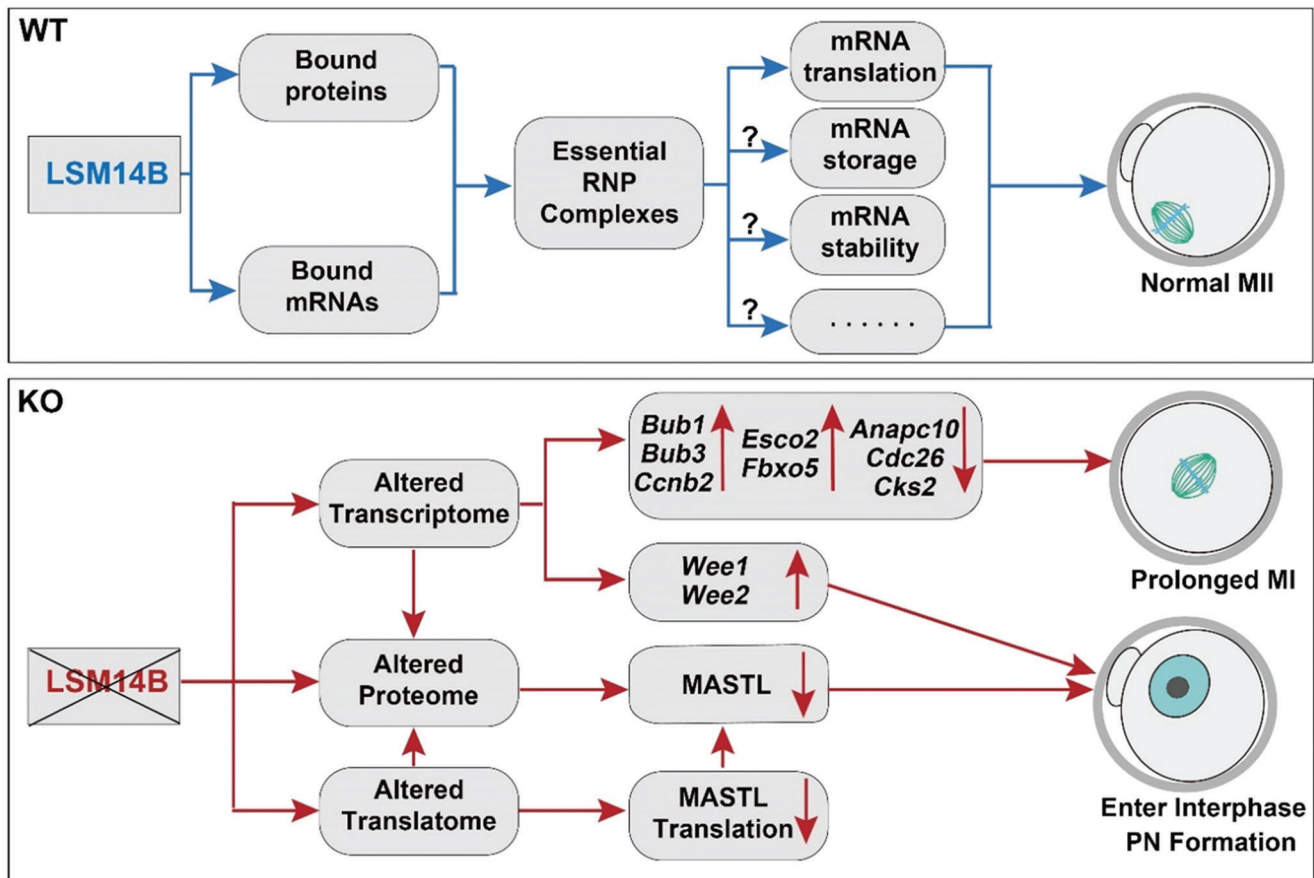 WT
LSM14B
Bound
proteins
Bound
mRNAs
Essential
RNP
Complexes
mRNA
translation
?
mRNA
storage
?
mRNA
stability
?
......
Normal MII
KO
LSM14B
Altered
Transcriptome
Altered
Proteome
Altered
Translatome
Bub1
Bub3
Ccnb2
Esco2
Fbxo5
Anapc10
Cdc26
Cks2
Wee1
Wee2
MASTL
MASTL
Translation
Prolonged MI
Enter Interphase
PN Formation